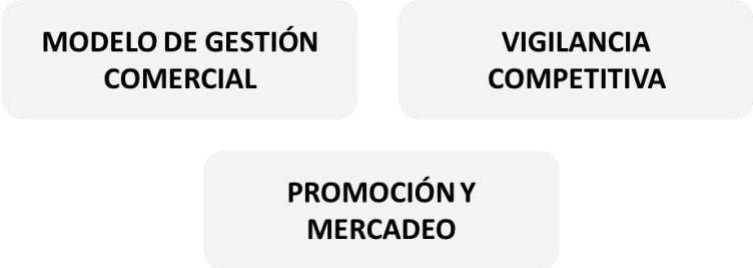 MODELO DE GESTIÓN
COMERCIAL
VIGILANCIA
COMPETITIVA
PROMOCIÓN Y
MERCADEO